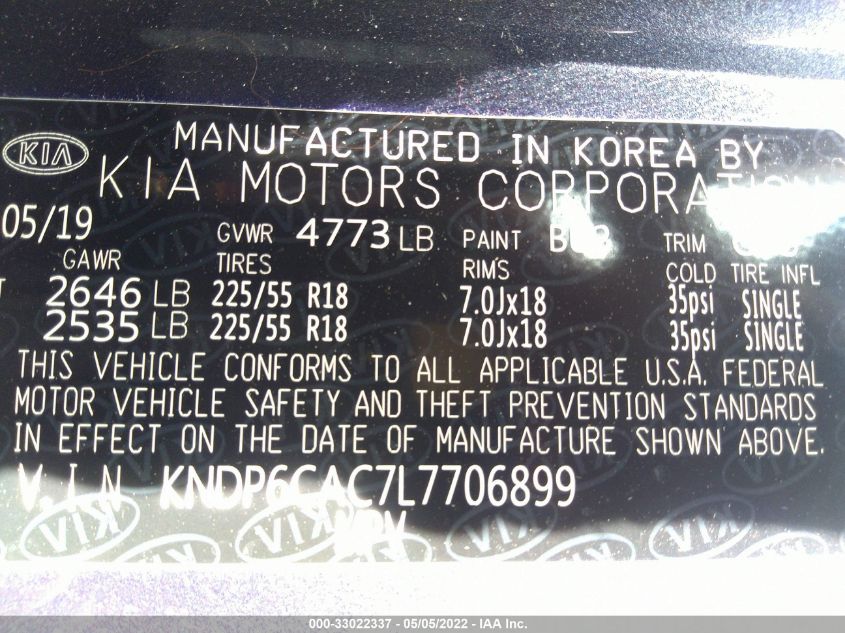 KIA
MANUFACTURED IN KOREA BY
KIA MOTORS CORPORATION
05/19 GVWR 4773 LB PAINT TRIM
GAWR TIRES RIMS COLD TIRE INFL
2646 LB 225/55 R18 7.0Jx18 35psi SINGLE
2535 LB 225/55 R18 7.0Jx18 35psi SINGLE
THIS VEHICLE CONFORMS TO ALL APPLICABLE U.S.A. FEDERAL
MOTOR VEHICLE SAFETY AND THEFT PREVENTION STANDARDS
IN EFFECT ON THE DATE OF MANUFACTURE SHOWN ABOVE.
V.I.N KNDP6CAC7L7706899
MPV
000-33022337 - 05/05/2022 - IAA Inc.